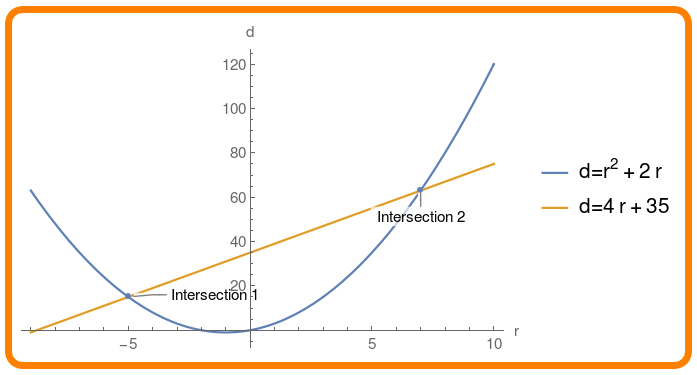 d
120
100
80
60
40
20
−5
5
10
r
Intersection 1
Intersection 2
d=r² + 2 r
d=4 r + 35